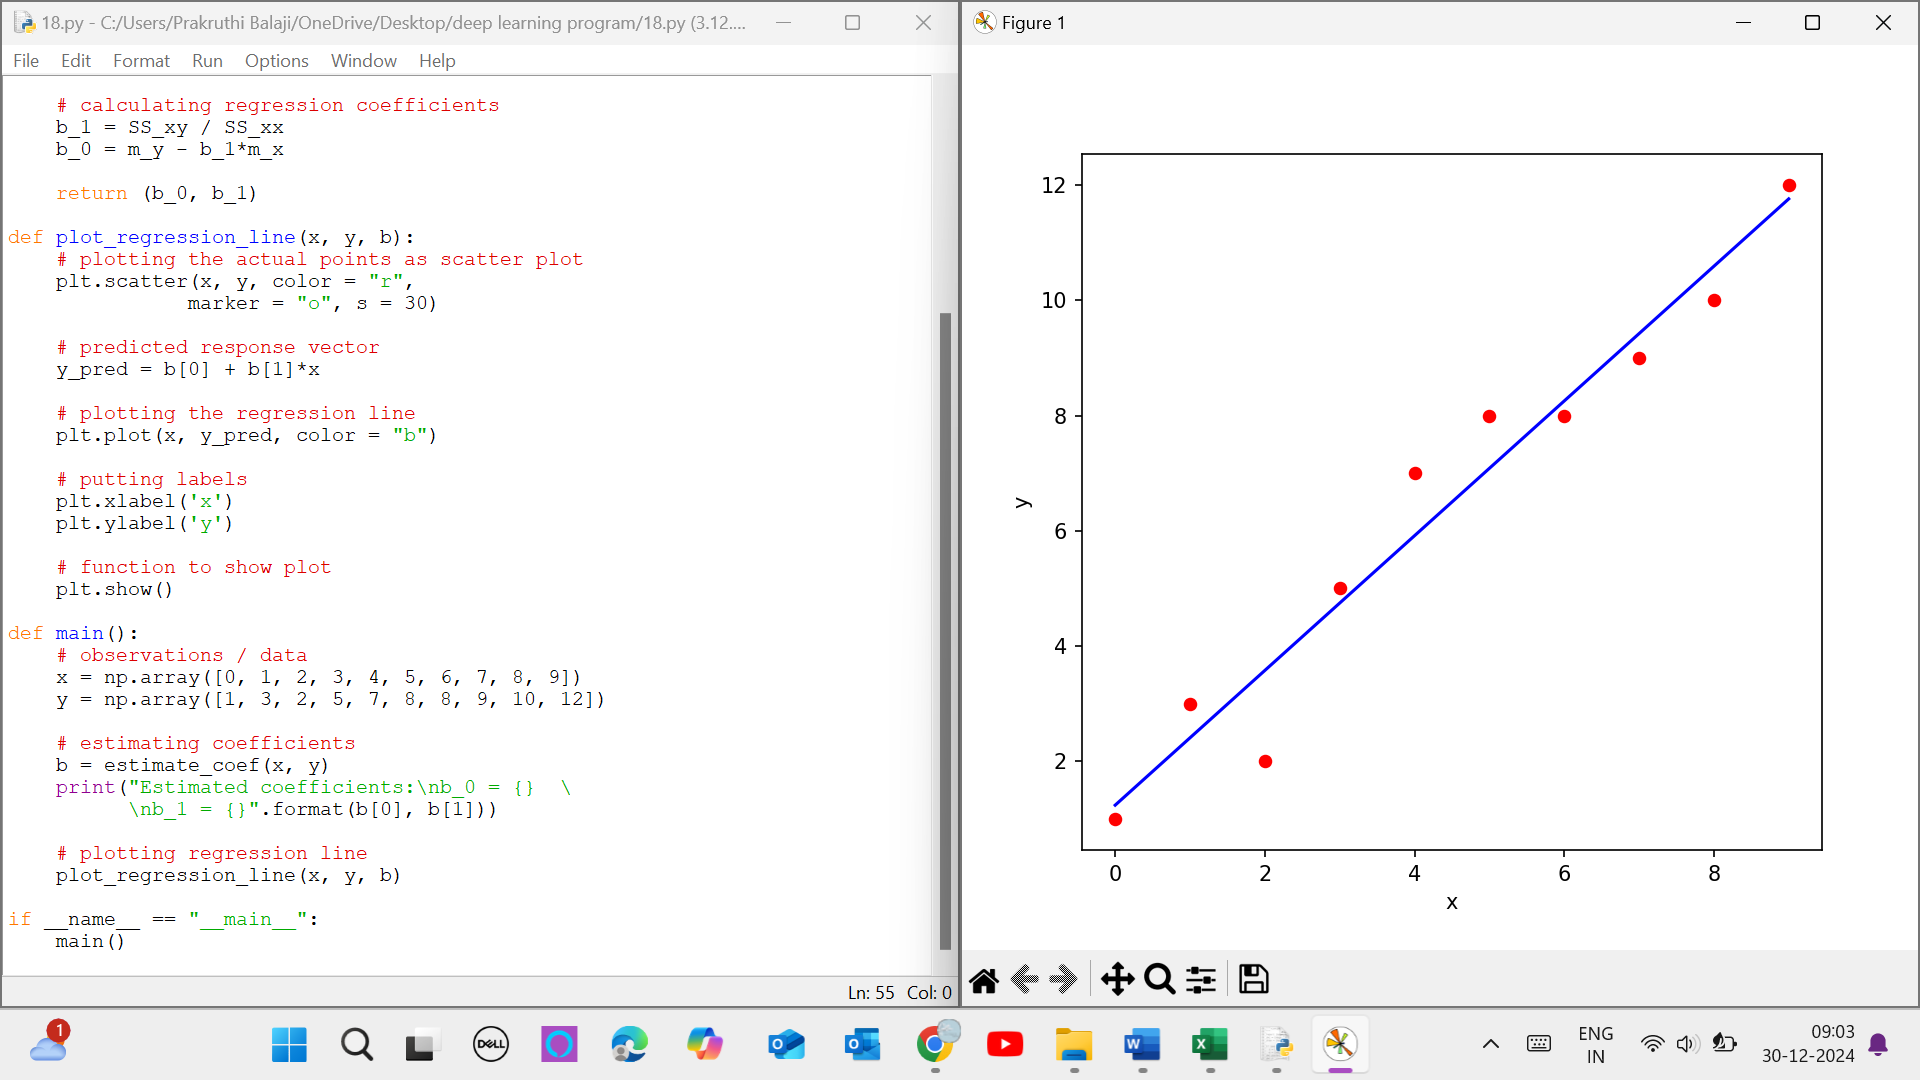 18.py - C:/Users/Prakruthi Balaji/OneDrive/Desktop/deep learning program/18.py (3.12....
File Edit Format Run Options Window Help
# calculating regression coefficients
b_1 = SS_xy / SS_xx
b_0 = m_y - b_1*m_x
return (b_0, b_1)
def plot_regression_line(x, y, b):
# plotting the actual points as scatter plot
plt.scatter(x, y, color = "r",
marker = "o", s = 30)
# predicted response vector
y_pred = b[0] + b[1]*x
# plotting the regression line
plt.plot(x, y_pred, color = "b")
# putting labels
plt.xlabel('x')
plt.ylabel('y')
# function to show plot
plt.show()
def main():
# observations / data
x = np.array([0, 1, 2, 3, 4, 5, 6, 7, 8, 9])
y = np.array([1, 3, 2, 5, 7, 8, 8, 9, 10, 12])
# estimating coefficients
b = estimate_coef(x, y)
print("Estimated coefficients:\nb_0 = {}  \
\nb_1 = {}".format(b[0], b[1]))
# plotting regression line
plot_regression_line(x, y, b)
if __name__ == "__main__":
main()
Ln: 55 Col: 0
Figure 1
12
10
8
6
4
2
y
0 2 4 6 8
x
1
DELL
O
O
W
X
ENG
IN
09:03
30-12-2024